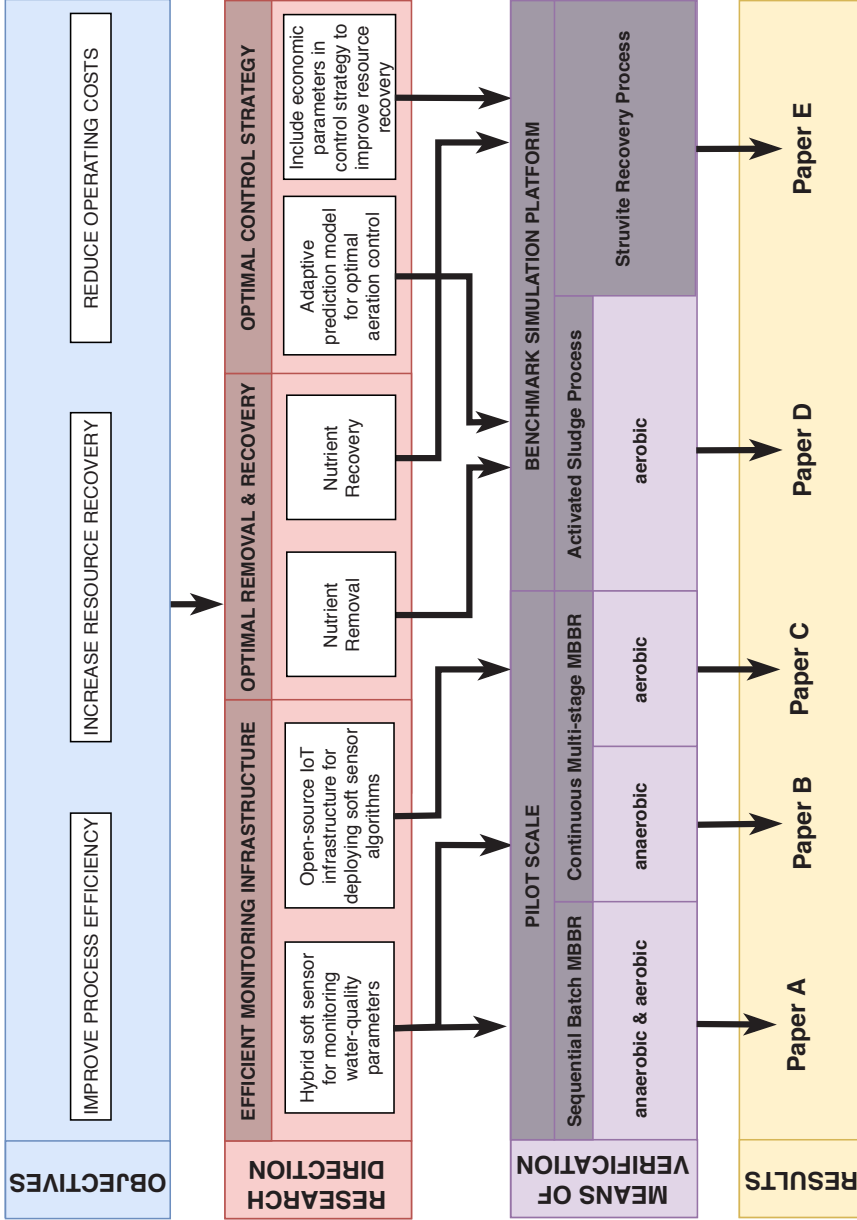 OBJECTIVES
IMPROVE PROCESS EFFICIENCY
INCREASE RESOURCE RECOVERY
REDUCE OPERATING COSTS
RESEARCH
DIRECTION
EFFICIENT MONITORING INFRASTRUCTURE
Hybrid soft sensor
for monitoring
water-quality
parameters
Open-source IoT
infrastructure for
deploying soft sensor
algorithms
OPTIMAL REMOVAL & RECOVERY
Nutrient
Removal
Nutrient
Recovery
OPTIMAL CONTROL STRATEGY
Adaptive
prediction model
for optimal
aeration control
Include economic
parameters in
control strategy to
improve resource
recovery
MEANS OF
VERIFICATION
PILOT SCALE
Sequential Batch MBBR
anaerobic & aerobic
Continuous Multi-stage MBBR
anaerobic
aerobic
BENCHMARK SIMULATION PLATFORM
Activated Sludge Process
aerobic
Struvite Recovery Process
RESULTS
Paper A
Paper B
Paper C
Paper D
Paper E